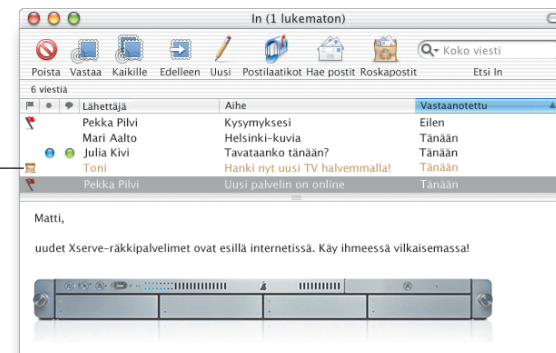 In (1 lukematon)
Koko viesti
Poista Vastaa Kaikille Edelleen Uusi Postilaatikot Hae postit Roskapostit Etsi In
6 viestiä
Lähettäjä Aihe Vastaanotettu
Pekka Pilvi Kysymyksesi Eilen
Mari Aalto Helsinki-kuvia Tänään
Julia Kivi Tavataanko tänään? Tänään
Toni Hanki nyt uusi TV halvemmalla! Tänään
Pekka Pilvi Uusi palvelin on online Tänään
Matti,
uudet Xserve-räkkipalvelimet ovat esillä internetissä. Käy ihmeessä vilkaisemassa!